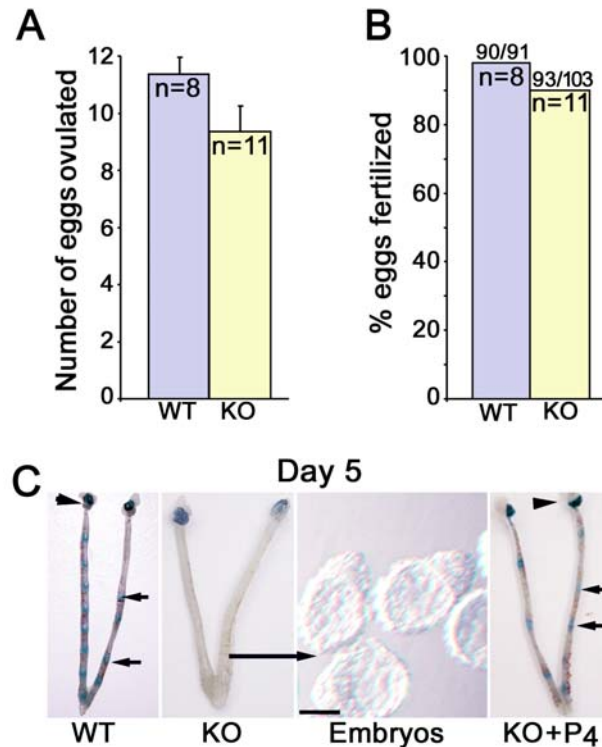 A
Number of eggs ovulated
12
10
8
6
4
2
0
n=8
n=11
WT
KO
B
% eggs fertilized
100
80
60
40
20
0
90/91
n=8
93/103
n=11
WT
KO
C
Day 5
WT
KO
Embryos
KO+P4